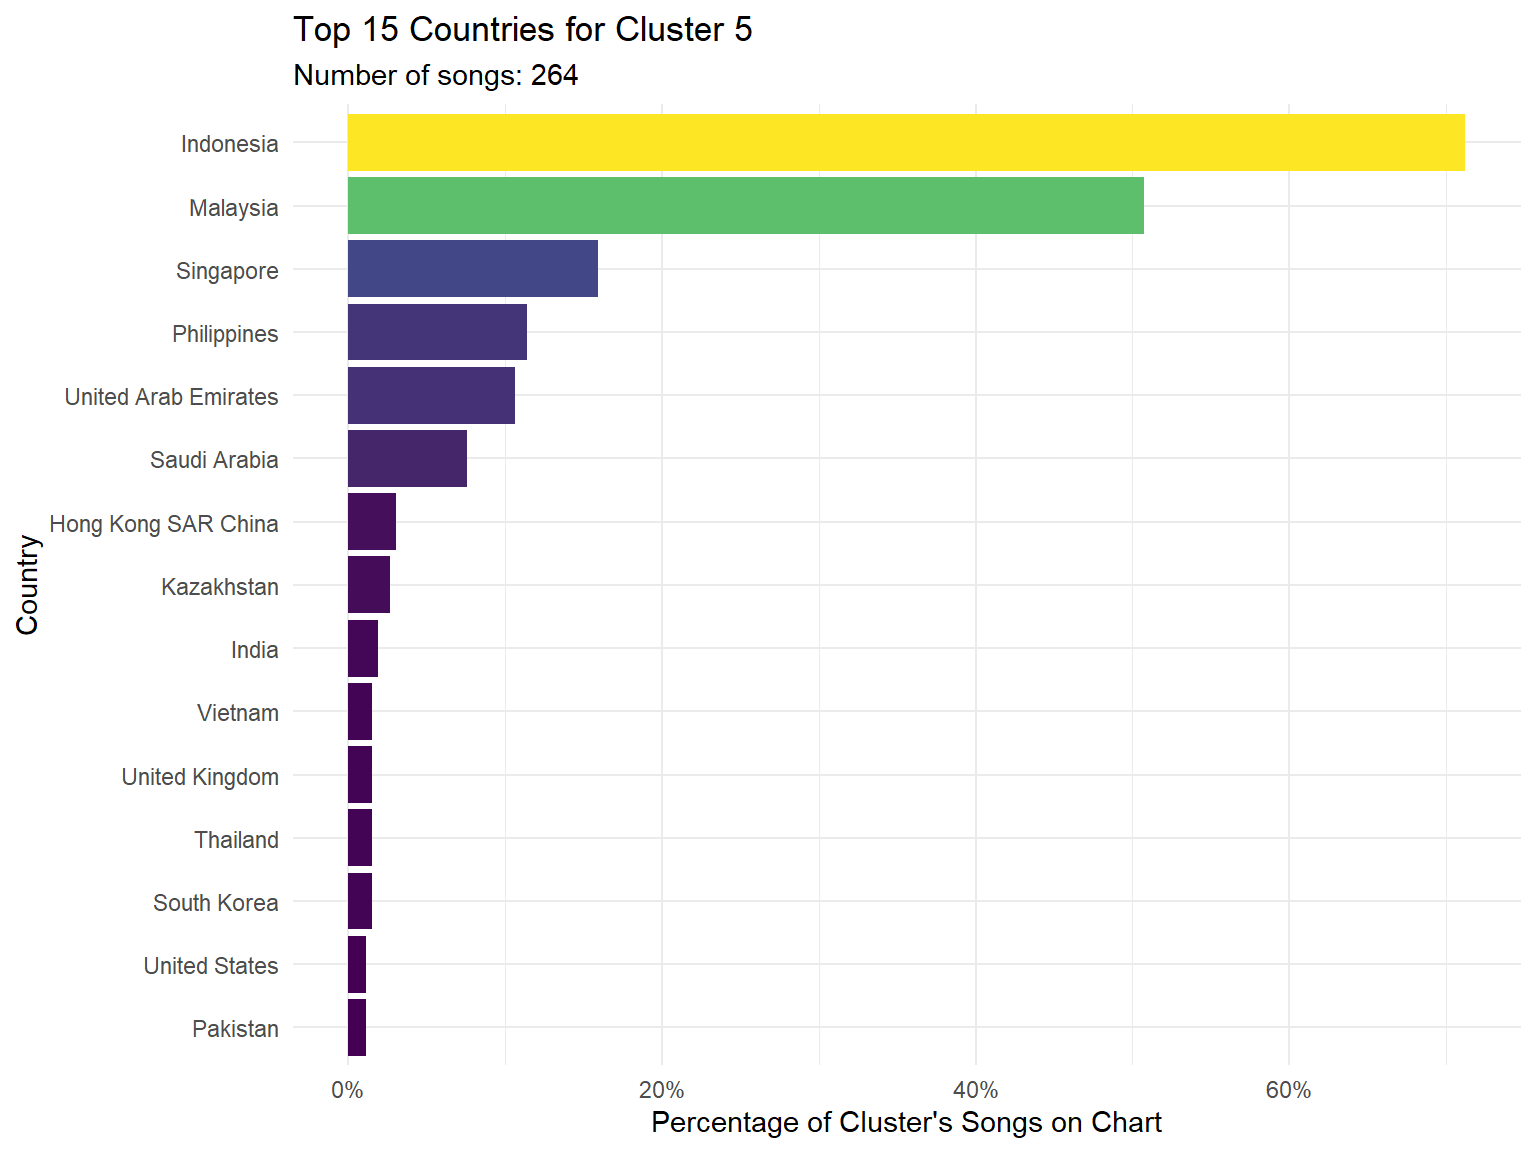 Top 15 Countries for Cluster 5
Number of songs: 264
Country
Indonesia
Malaysia
Singapore
Philippines
United Arab Emirates
Saudi Arabia
Hong Kong SAR China
Kazakhstan
India
Vietnam
United Kingdom
Thailand
South Korea
United States
Pakistan
0% 20% 40% 60%
Percentage of Cluster's Songs on Chart